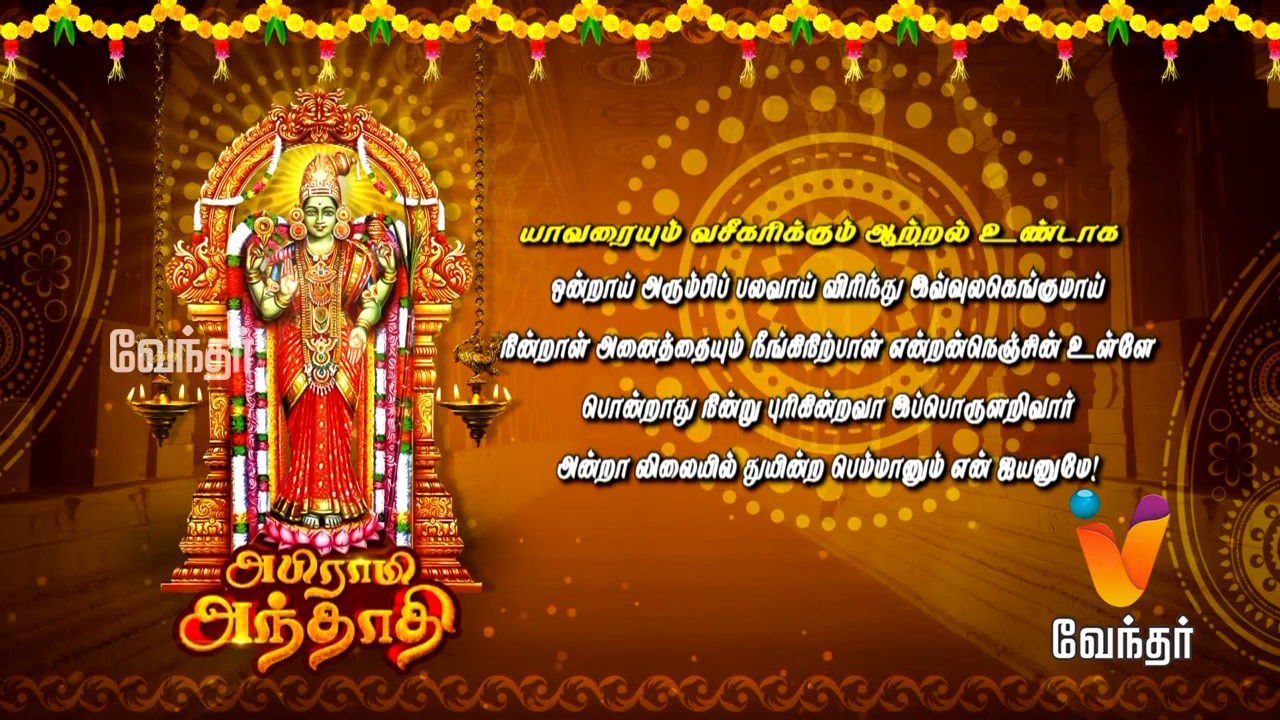 யாவரையும் வசீகரிக்கும் ஆற்றல் உண்டாக
ஒன்றாய் அரும்பிப் பலவாய் விரிந்து இவ்வுலகெங்குமாய்
நின்றாள் அனைத்தையும் நீங்கிநிற்பாள் என்றன்நெஞ்சின் உள்ளே
பொன்றாது நின்று புரிகின்றவா இப்பொருளறிவார்
அன்றா லிலையில் துயின்ற பெம்மானும் என் ஐயனுமே!
வேந்தர்
அபிராமி
அந்தாதி
வேந்தர்